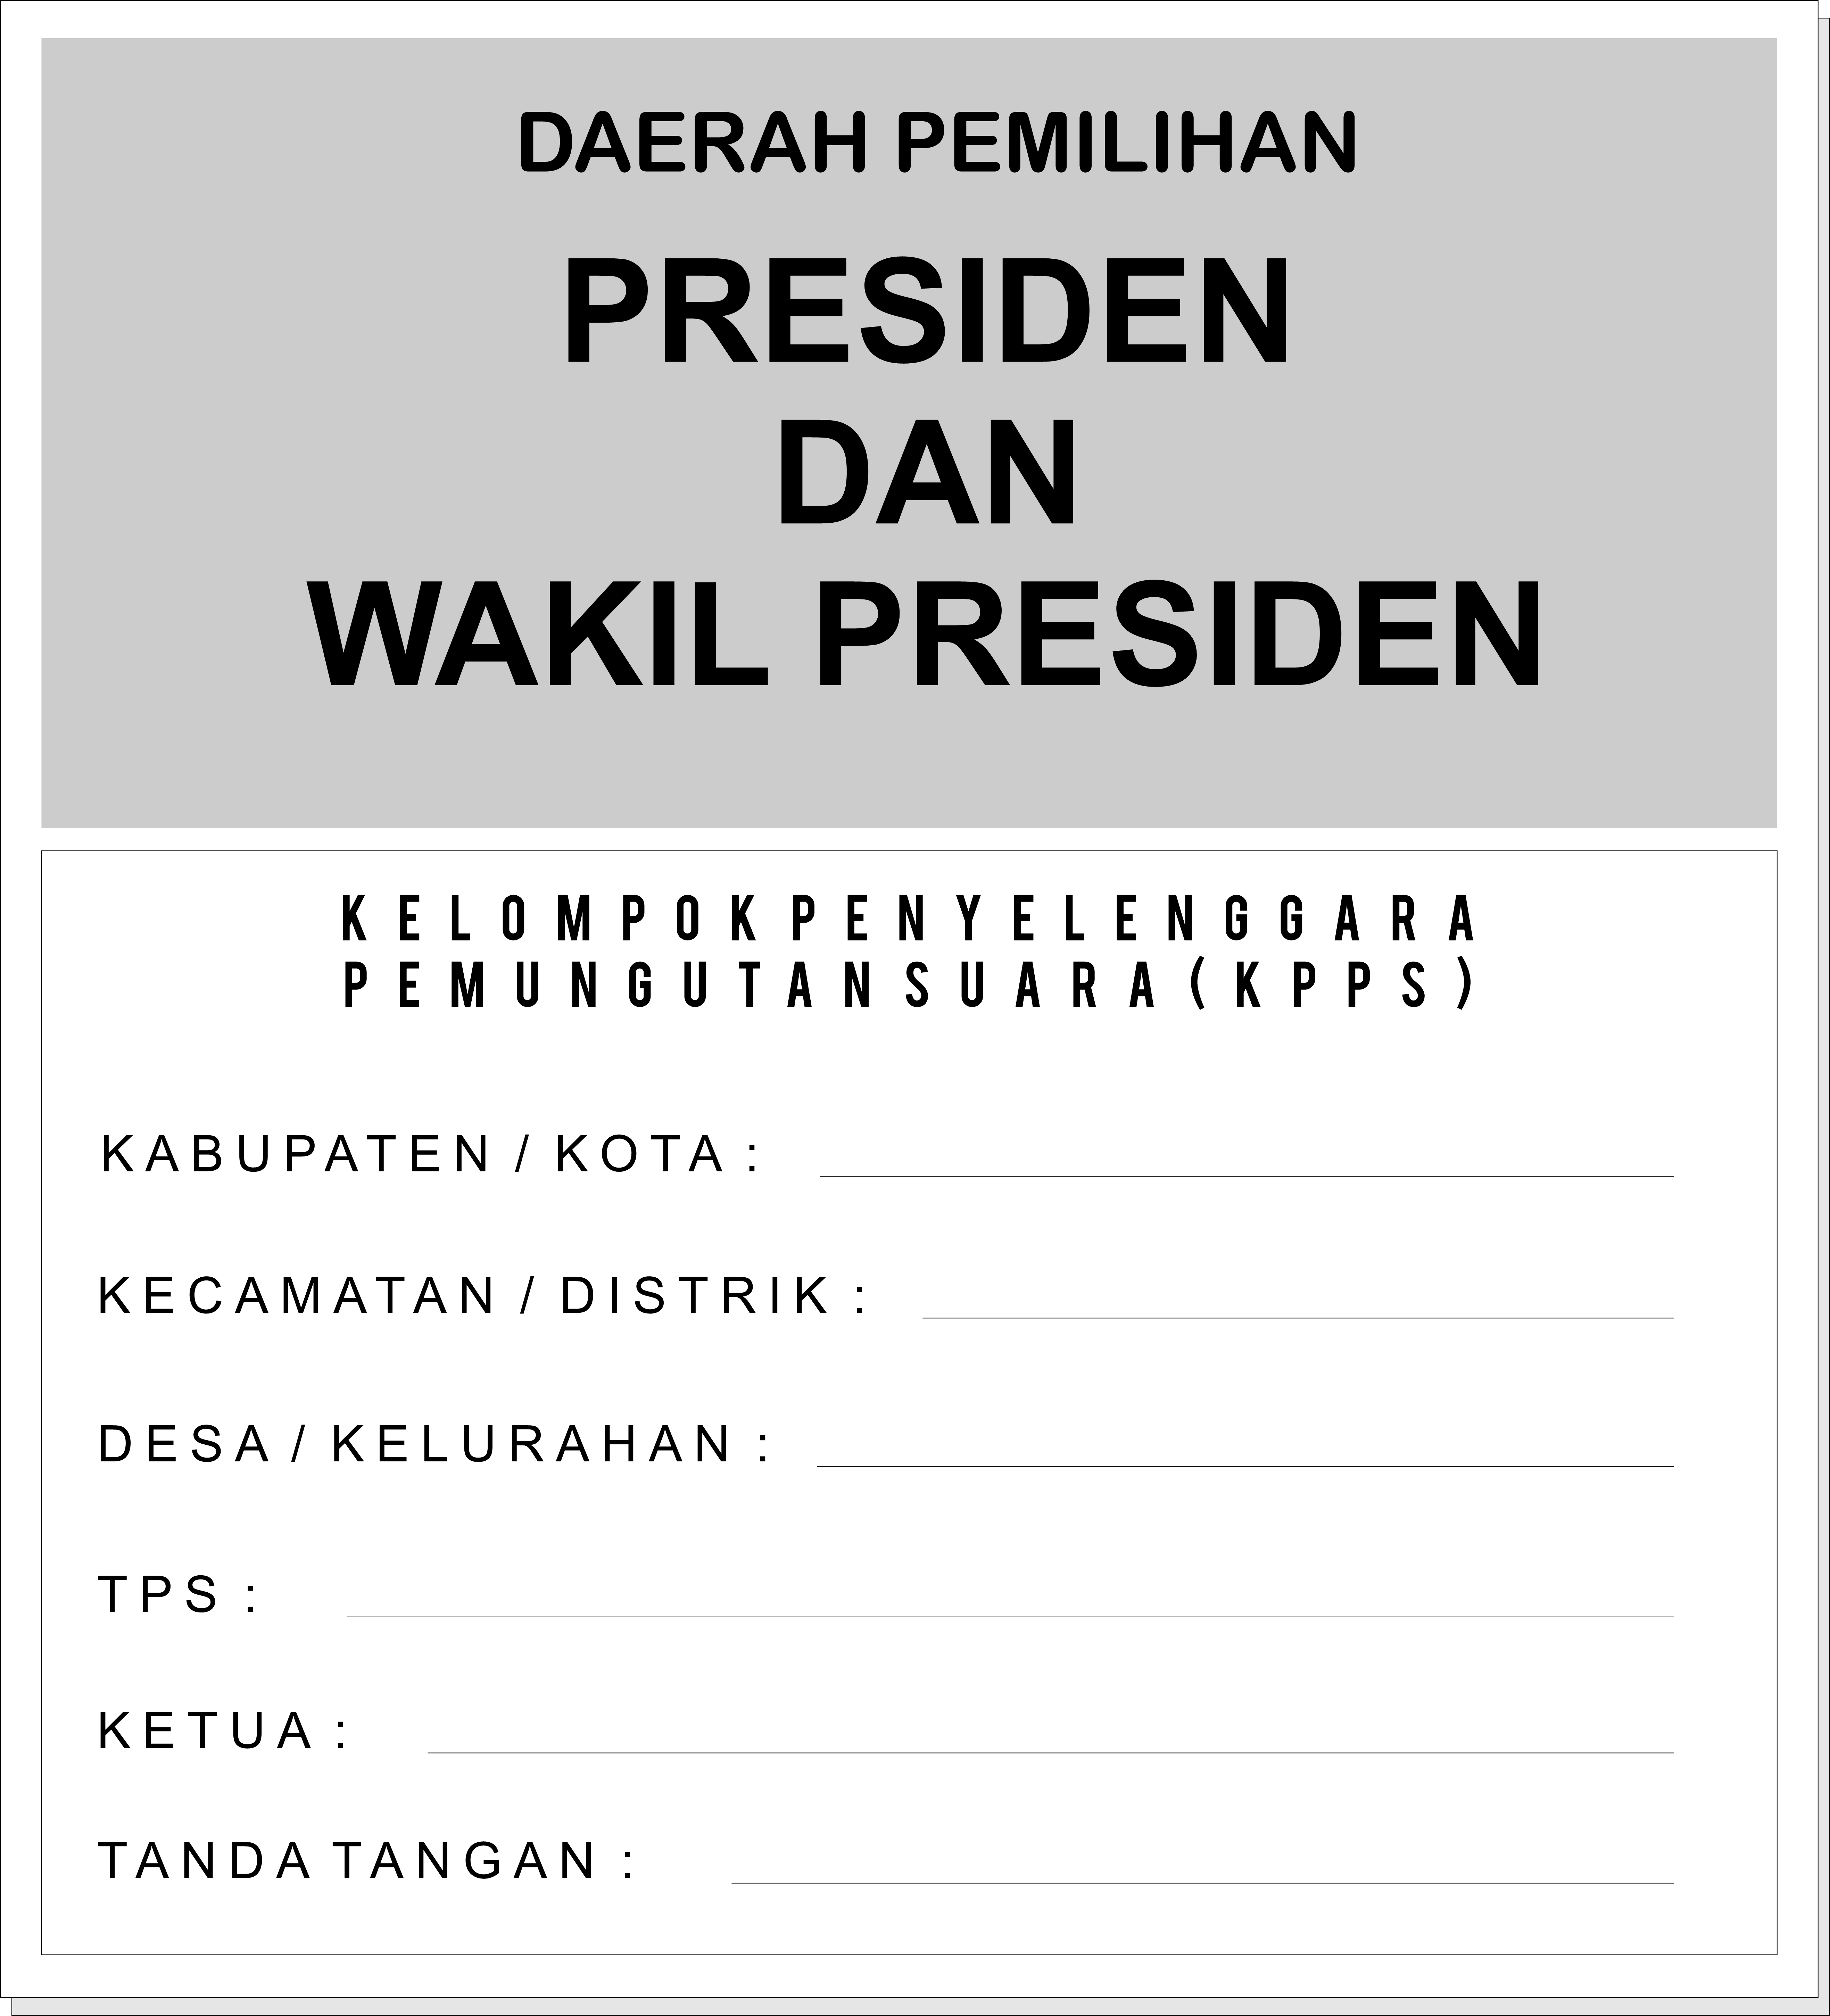 DAERAH PEMILIHAN
PRESIDEN
DAN
WAKIL PRESIDEN
KELOMPOK PENYELENGGARA
PEMUNGUTAN SUARA (KPPS)
KABUPATEN / KOTA :
KECAMATAN / DISTRIK :
DESA / KELURAHAN :
TPS :
KETUA :
TANDA TANGAN :